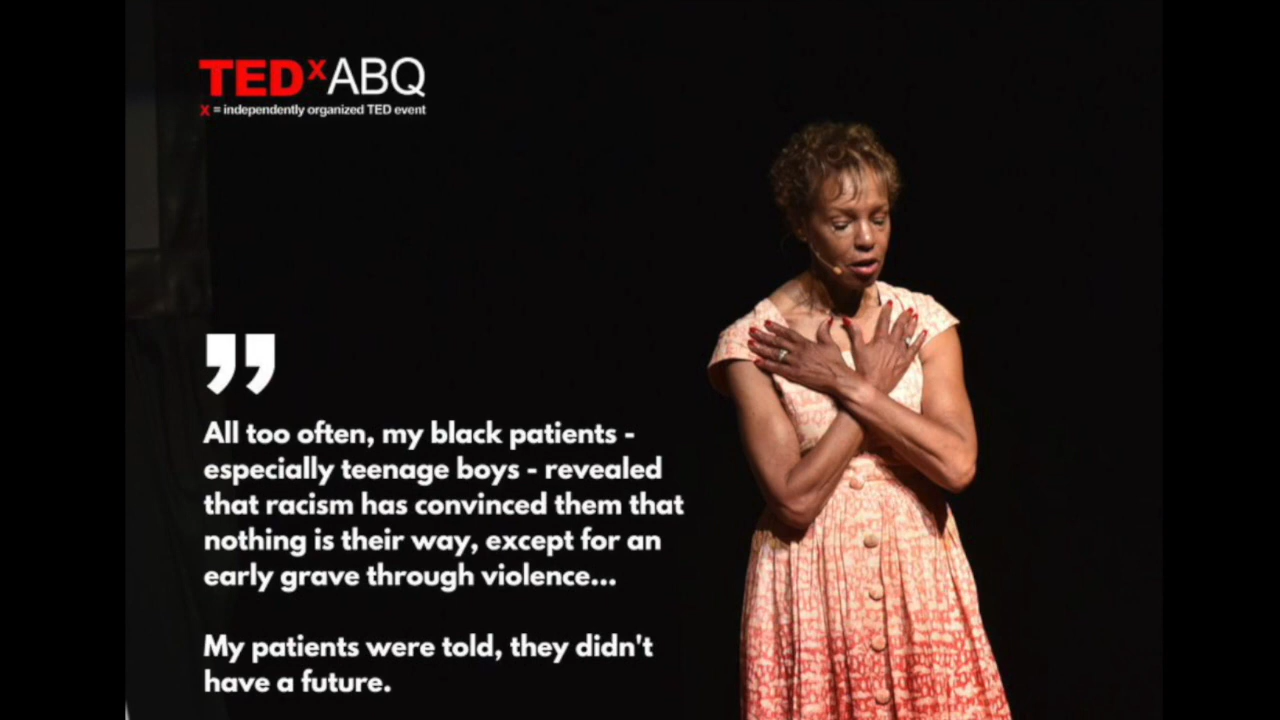 TEDxABQ
x = independently organized TED event
”
All too often, my black patients -
especially teenage boys - revealed
that racism has convinced them that
nothing is their way, except for an
early grave through violence...
My patients were told, they didn't
have a future.